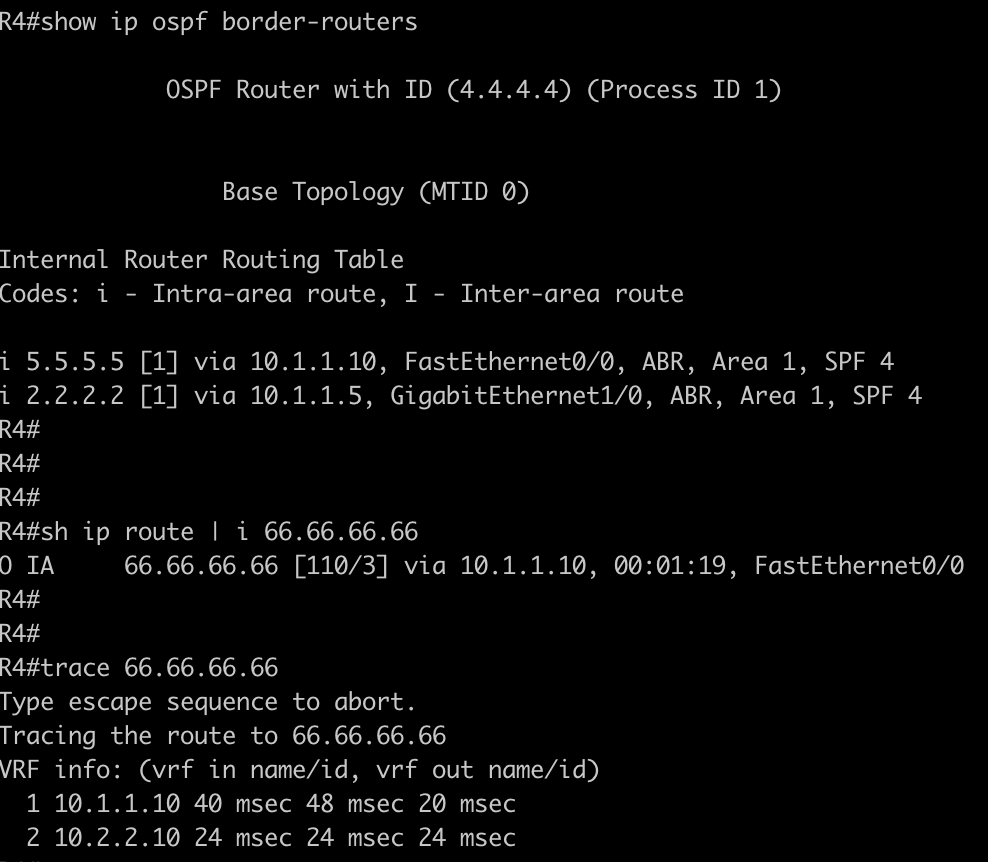 R4#show ip ospf border-routers
OSPF Router with ID (4.4.4.4) (Process ID 1)
Base Topology (MTID 0)
Internal Router Routing Table
Codes: i - Intra-area route, I - Inter-area route
i 5.5.5.5 [1] via 10.1.1.10, FastEthernet0/0, ABR, Area 1, SPF 4
i 2.2.2.2 [1] via 10.1.1.5, GigabitEthernet1/0, ABR, Area 1, SPF 4
R4#
R4#
R4#
R4#sh ip route | i 66.66.66.66
O IA     66.66.66.66 [110/3] via 10.1.1.10, 00:01:19, FastEthernet0/0
R4#
R4#
R4#trace 66.66.66.66
Type escape sequence to abort.
Tracing the route to 66.66.66.66
VRF info: (vrf in name/id, vrf out name/id)
1 10.1.1.10 40 msec 48 msec 20 msec
2 10.2.2.10 24 msec 24 msec 24 msec